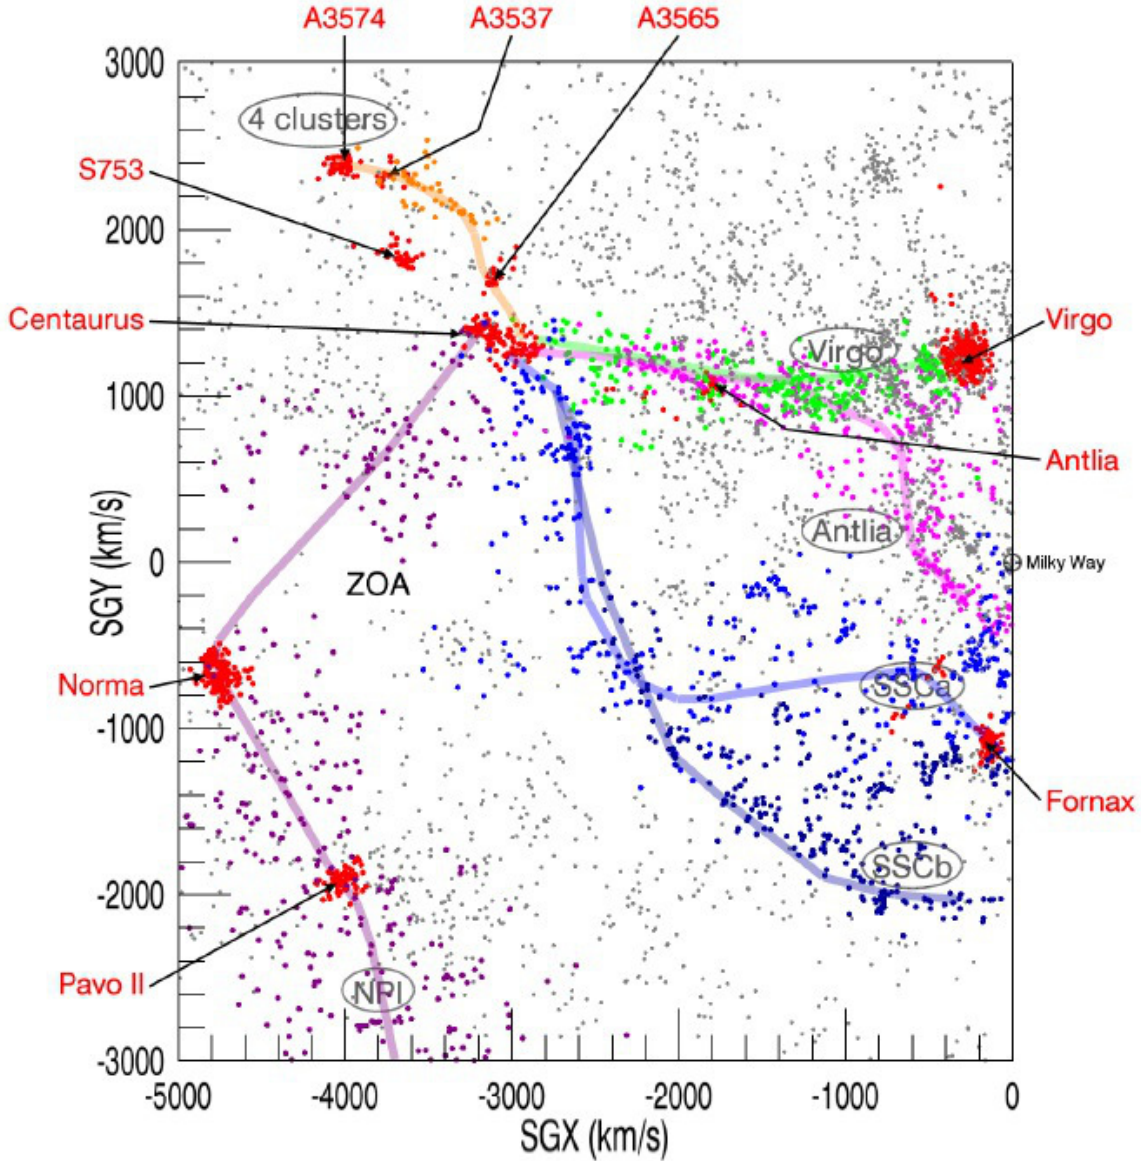 A3574 A3537 A3565
3000
4 clusters
S753
2000
Centaurus
Virgo
Virgo
1000
Antlia
Antlia
0
Milky Way
ZOA
SGY (km/s)
Norma
SSCa
-1000
Fornax
SSCb
-2000
Pavo II
NPI
-3000
-5000 -4000 -3000 -2000 -1000 0
SGX (km/s)